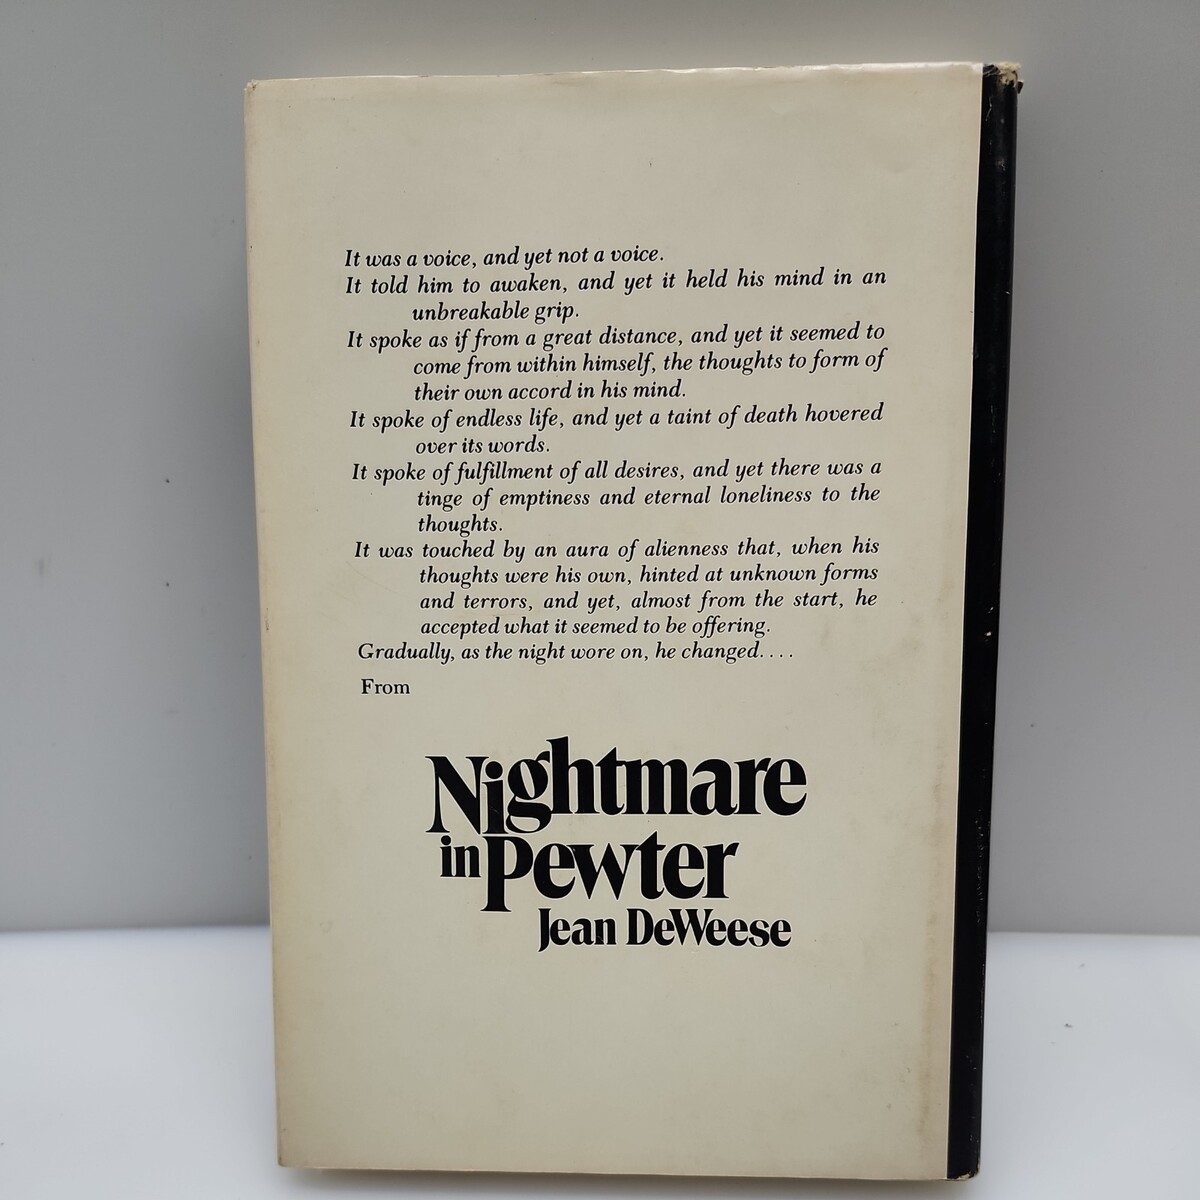 It was a voice, and yet not a voice.
It told him to awaken, and yet it held his mind in an
unbreakable grip.
It spoke as if from a great distance, and yet it seemed to
come from within himself, the thoughts to form of
their own accord in his mind.
It spoke of endless life, and yet a taint of death hovered
over its words.
It spoke of fulfillment of all desires, and yet there was a
tinge of emptiness and eternal loneliness to the
thoughts.
It was touched by an aura of alienness that, when his
thoughts were his own, hinted at unknown forms
and terrors, and yet, almost from the start, he
accepted what it seemed to be offering.
Gradually, as the night wore on, he changed....
From
Nightmare
in Pewter
Jean DeWeese